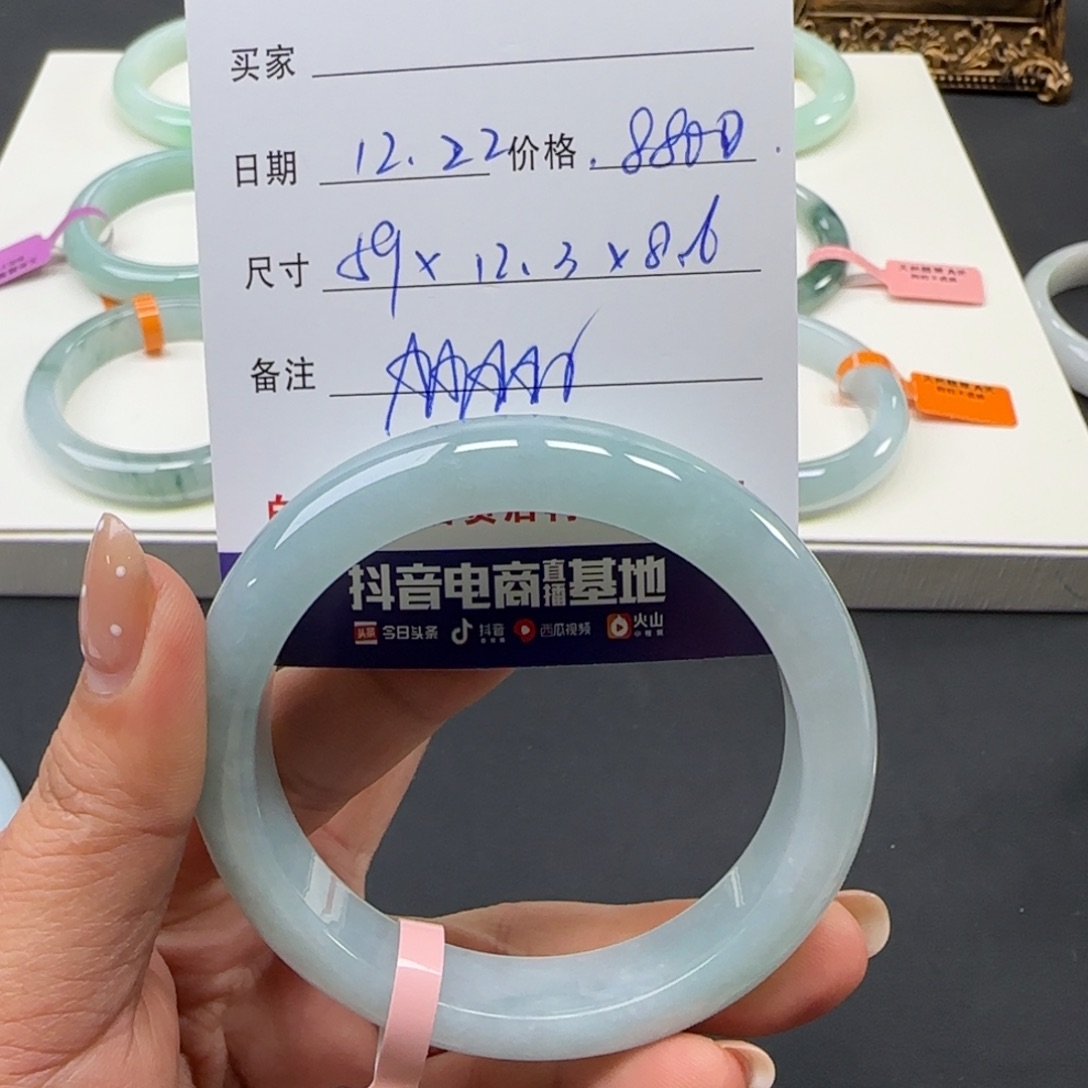 买家
日期 12.22 价格 8800
尺寸 59×12.3×8.6
备注
抖音电商直播基地
今日头条 抖音 西瓜视频 火山